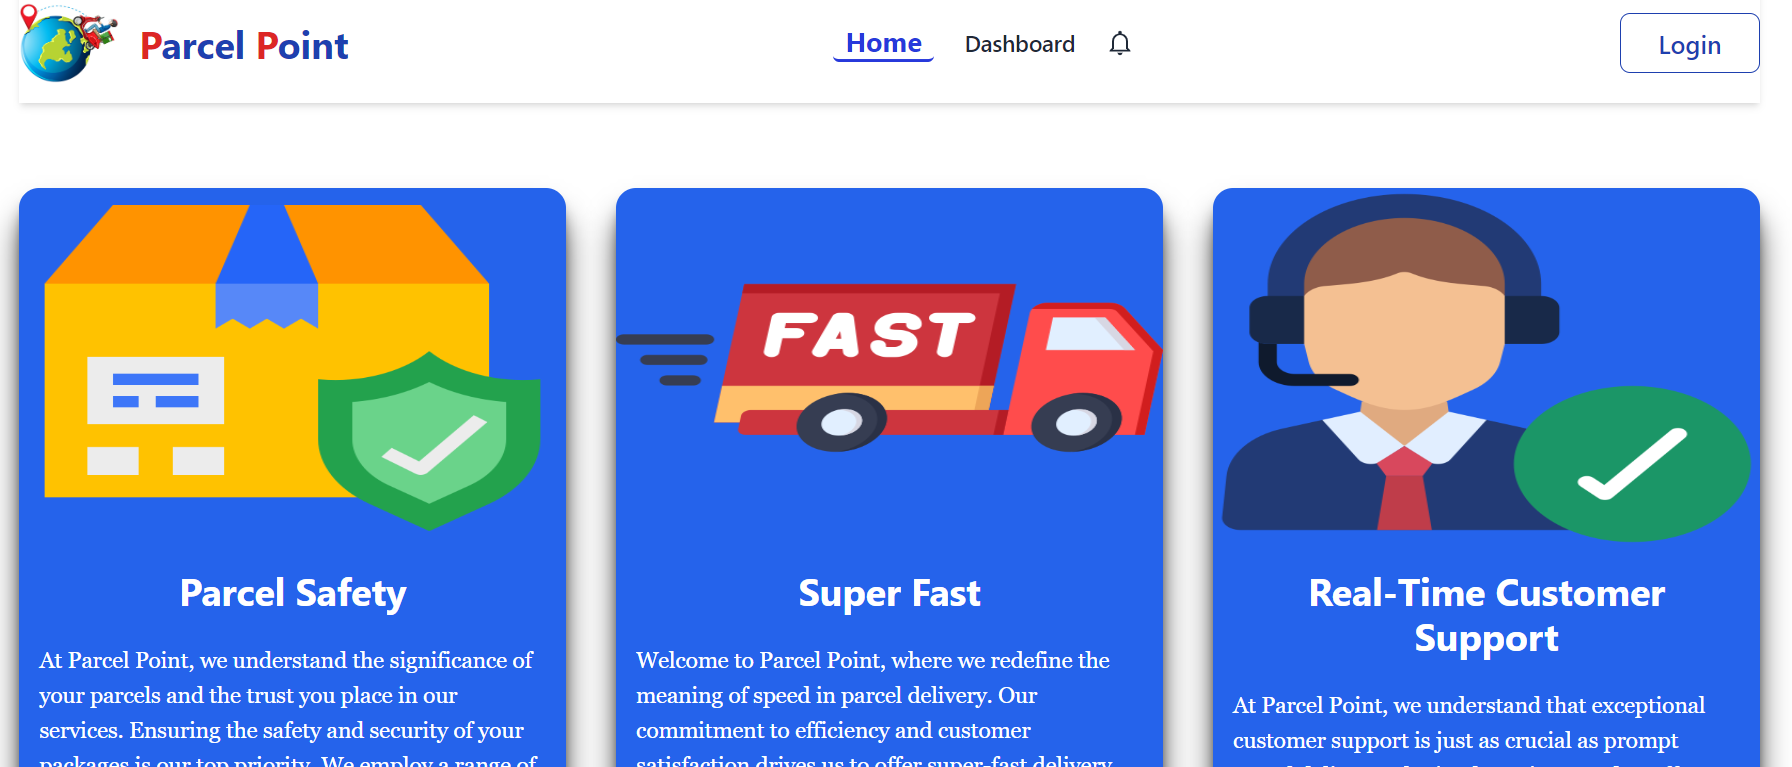 Parcel Point
Home
Dashboard
Login
FAST
Parcel Safety
At Parcel Point, we understand the significance of
your parcels and the trust you place in our
services. Ensuring the safety and security of your
packages is our top priority. We employ a range of
Super Fast
Welcome to Parcel Point, where we redefine the
meaning of speed in parcel delivery. Our
commitment to efficiency and customer
satisfaction drives us to offer super-fast delivery
Real-Time Customer
Support
At Parcel Point, we understand that exceptional
customer support is just as crucial as prompt